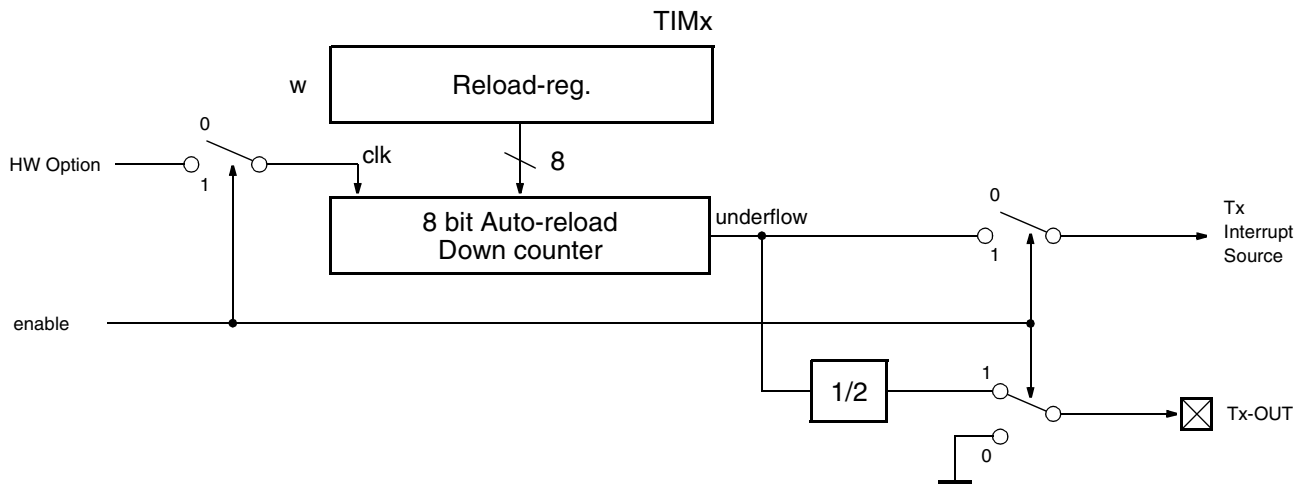 TIMx
w
Reload-reg.
0
HW Option
1
clk
8
8 bit Auto-reload
Down counter
underflow
0
1
Tx
Interrupt
Source
enable
1/2
1
0
Tx-OUT